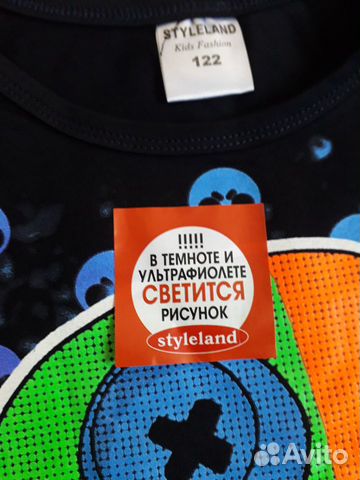 STYLELAND
Kids Fashion
122
!!!!!
В ТЕМНОТЕ И
УЛЬТРАФИОЛЕТЕ
СВЕТИТСЯ
РИСУНОК
styleland
Avito